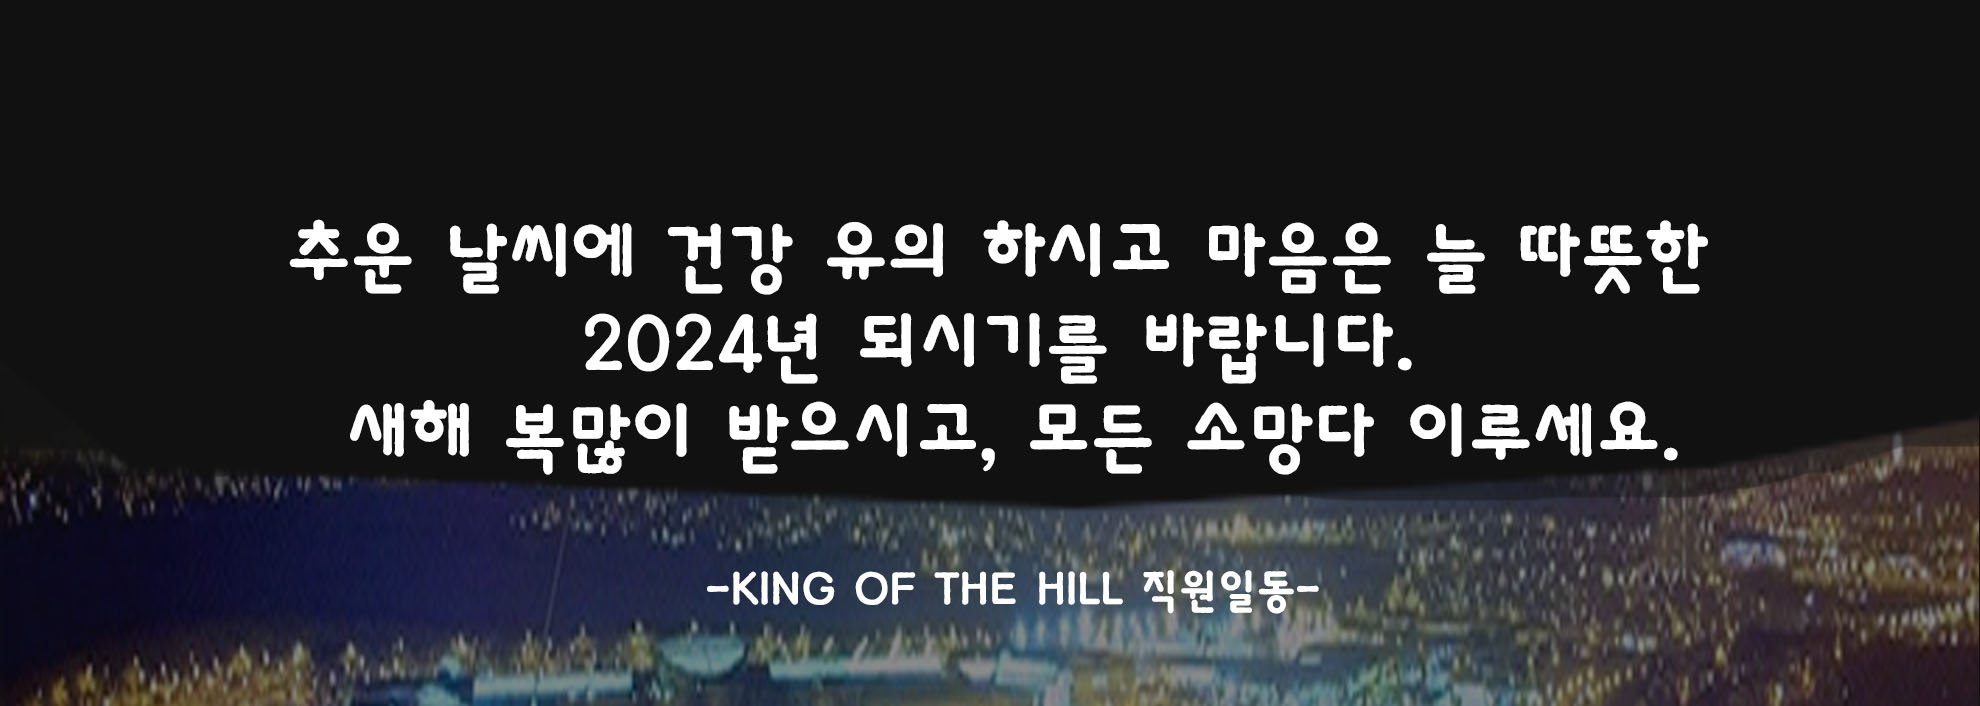 추운 날씨에 건강 유의 하시고 마음은 늘 따뜻한
2024년 되시기를 바랍니다.
새해 복많이 받으시고, 모든 소망다 이루세요.
-KING OF THE HILL 직원일동-